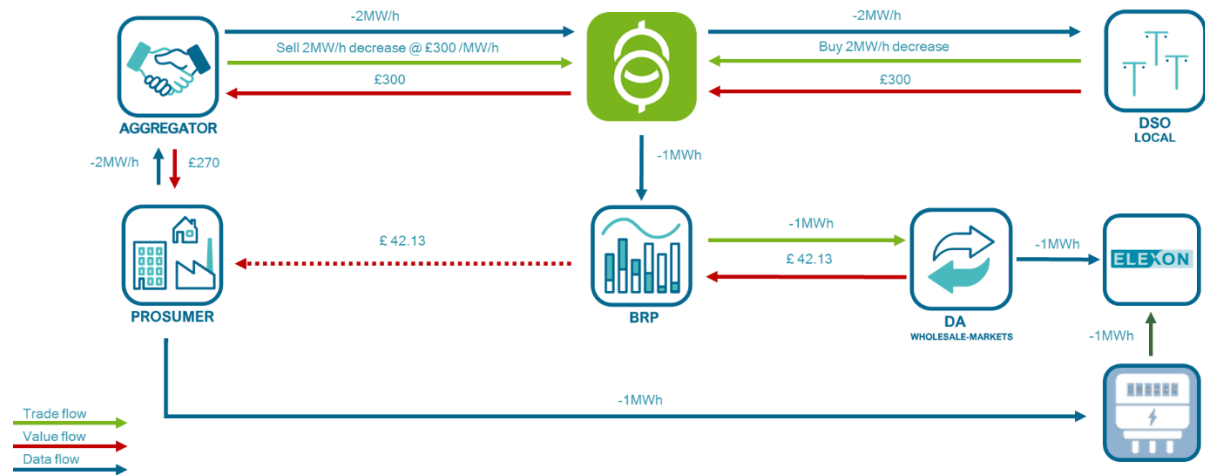 -2MW/h
-2MW/h
Sell 2MW/h decrease @ £300 /MW/h
Buy 2MW/h decrease
£300
£300
AGGREGATOR
DSO
LOCAL
-2MW/h
£270
-1MWh
£ 42.13
-1MWh
£ 42.13
-1MWh
ELEXON
PROSUMER
BRP
DA
WHOLESALE-MARKETS
-1MWh
-1MWh
Trade flow
Value flow
Data flow